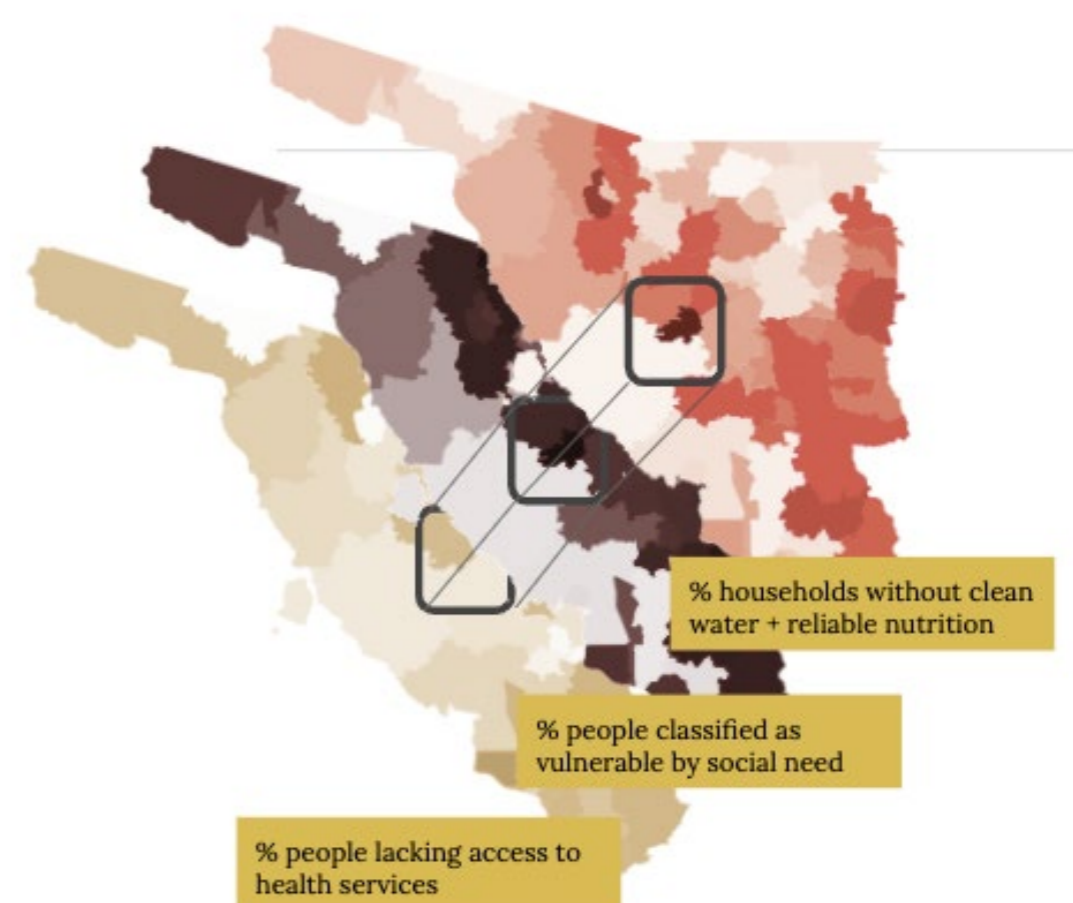 % households without clean
water + reliable nutrition
% people classified as
vulnerable by social need
% people lacking access to
health services